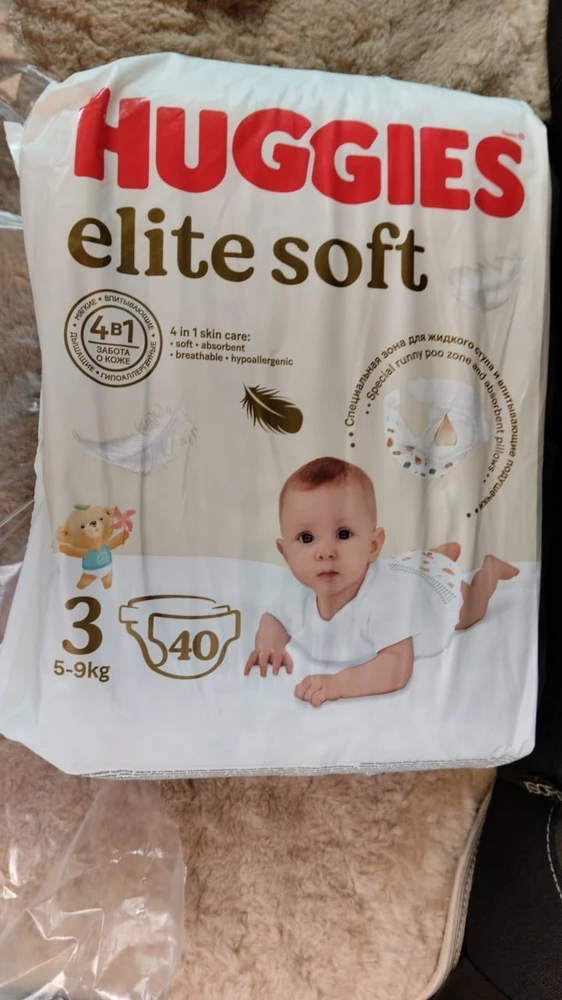 HUGGIES
elite soft
МЯГКИЕ • ВПИТЫВАЮЩИЕ
4в1
ЗАБОТА
О КОЖЕ
ДЫШАЩИЕ • ГИПОАЛЛЕРГЕННЫЕ
4 in 1 skin care:
• soft • absorbent
• breathable • hypoallergenic
•• Специальная зона для жидкого стула и впитывающие подушечки ••
•• Special runny poo zone and absorbent pillows ••
3
5-9kg
40